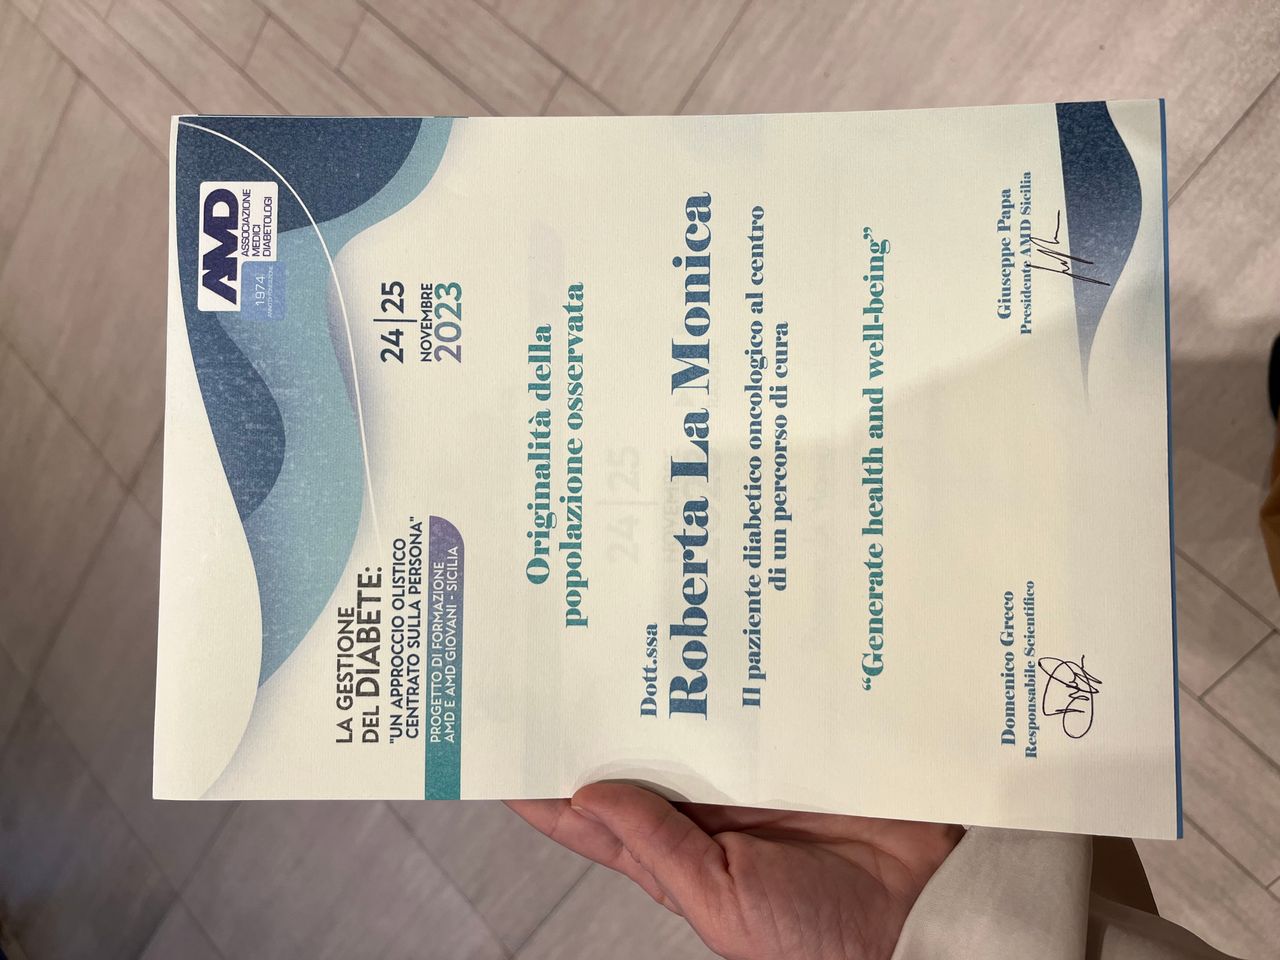 AMD
ASSOCIAZIONE
MEDICI
DIABETOLOGI
1974
LA GESTIONE
DEL DIABETE:
"UN APPROCCIO OLISTICO
CENTRATO SULLA PERSONA"
PROGETTO DI FORMAZIONE
AMD E AMD GIOVANI - SICILIA
24|25
NOVEMBRE
2023
Originalità della
popolazione osservata
Dott.ssa
Roberta La Monica
Il paziente diabetico oncologico al centro
di un percorso di cura
“Generate health and well-being”
Domenico Greco
Responsabile Scientifico
Giuseppe Papa
Presidente AMD Sicilia